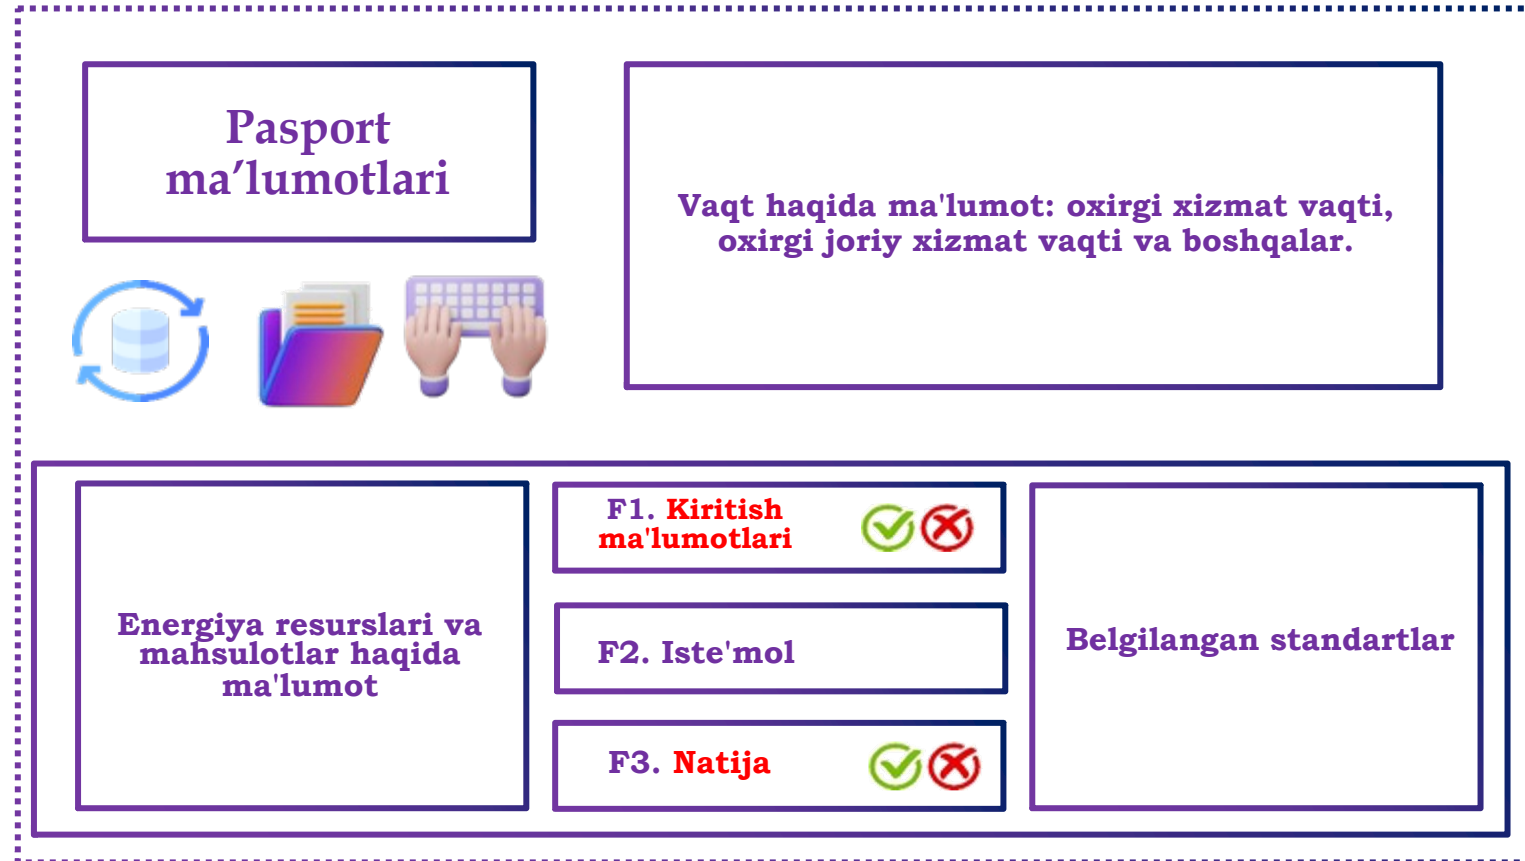 Pasport
ma’lumotlari
Vaqt haqida ma'lumot: oxirgi xizmat vaqti,
oxirgi joriy xizmat vaqti va boshqalar.
Energiya resurslari va
mahsulotlar haqida
ma'lumot
F1. Kiritish
ma'lumotlari
F2. Iste'mol
F3. Natija
Belgilangan standartlar